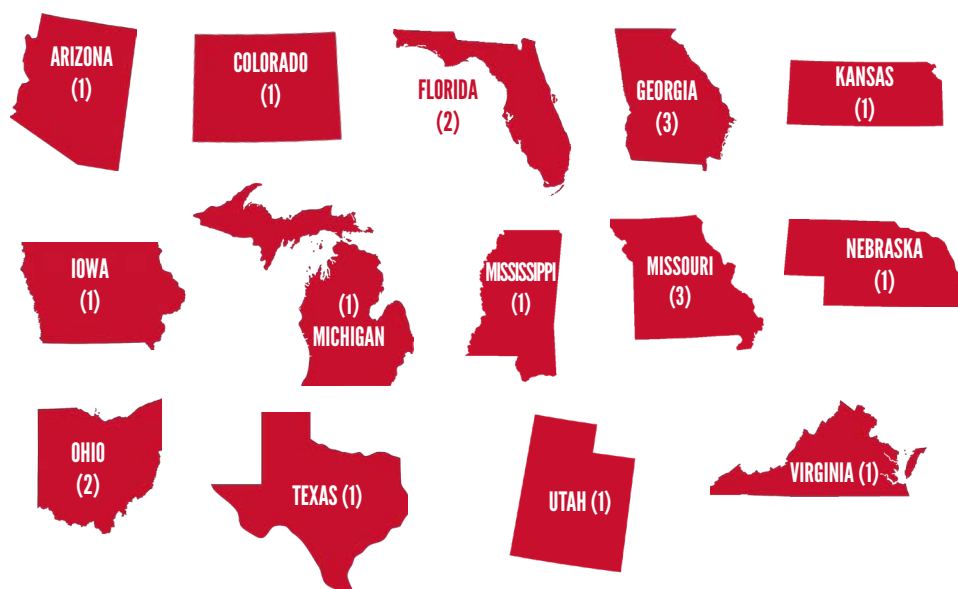 ARIZONA
(1)
COLORADO
(1)
FLORIDA
(2)
GEORGIA
(3)
KANSAS
(1)
IOWA
(1)
(1)
MICHIGAN
MISSISSIPPI
(1)
MISSOURI
(3)
NEBRASKA
(1)
OHIO
(2)
TEXAS (1)
UTAH (1)
VIRGINIA (1)